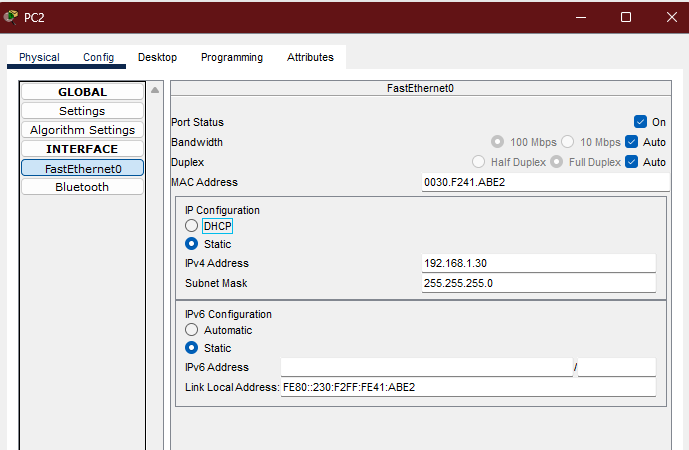 PC2
Physical Config Desktop Programming Attributes
GLOBAL
Settings
Algorithm Settings
INTERFACE
FastEthernet0
Bluetooth
FastEthernet0
Port Status On
Bandwidth 100 Mbps 10 Mbps Auto
Duplex Half Duplex Full Duplex Auto
MAC Address 0030.F241.ABE2
IP Configuration
DHCP
Static
IPv4 Address 192.168.1.30
Subnet Mask 255.255.255.0
IPv6 Configuration
Automatic
Static
IPv6 Address /
Link Local Address: FE80::230:F2FF:FE41:ABE2